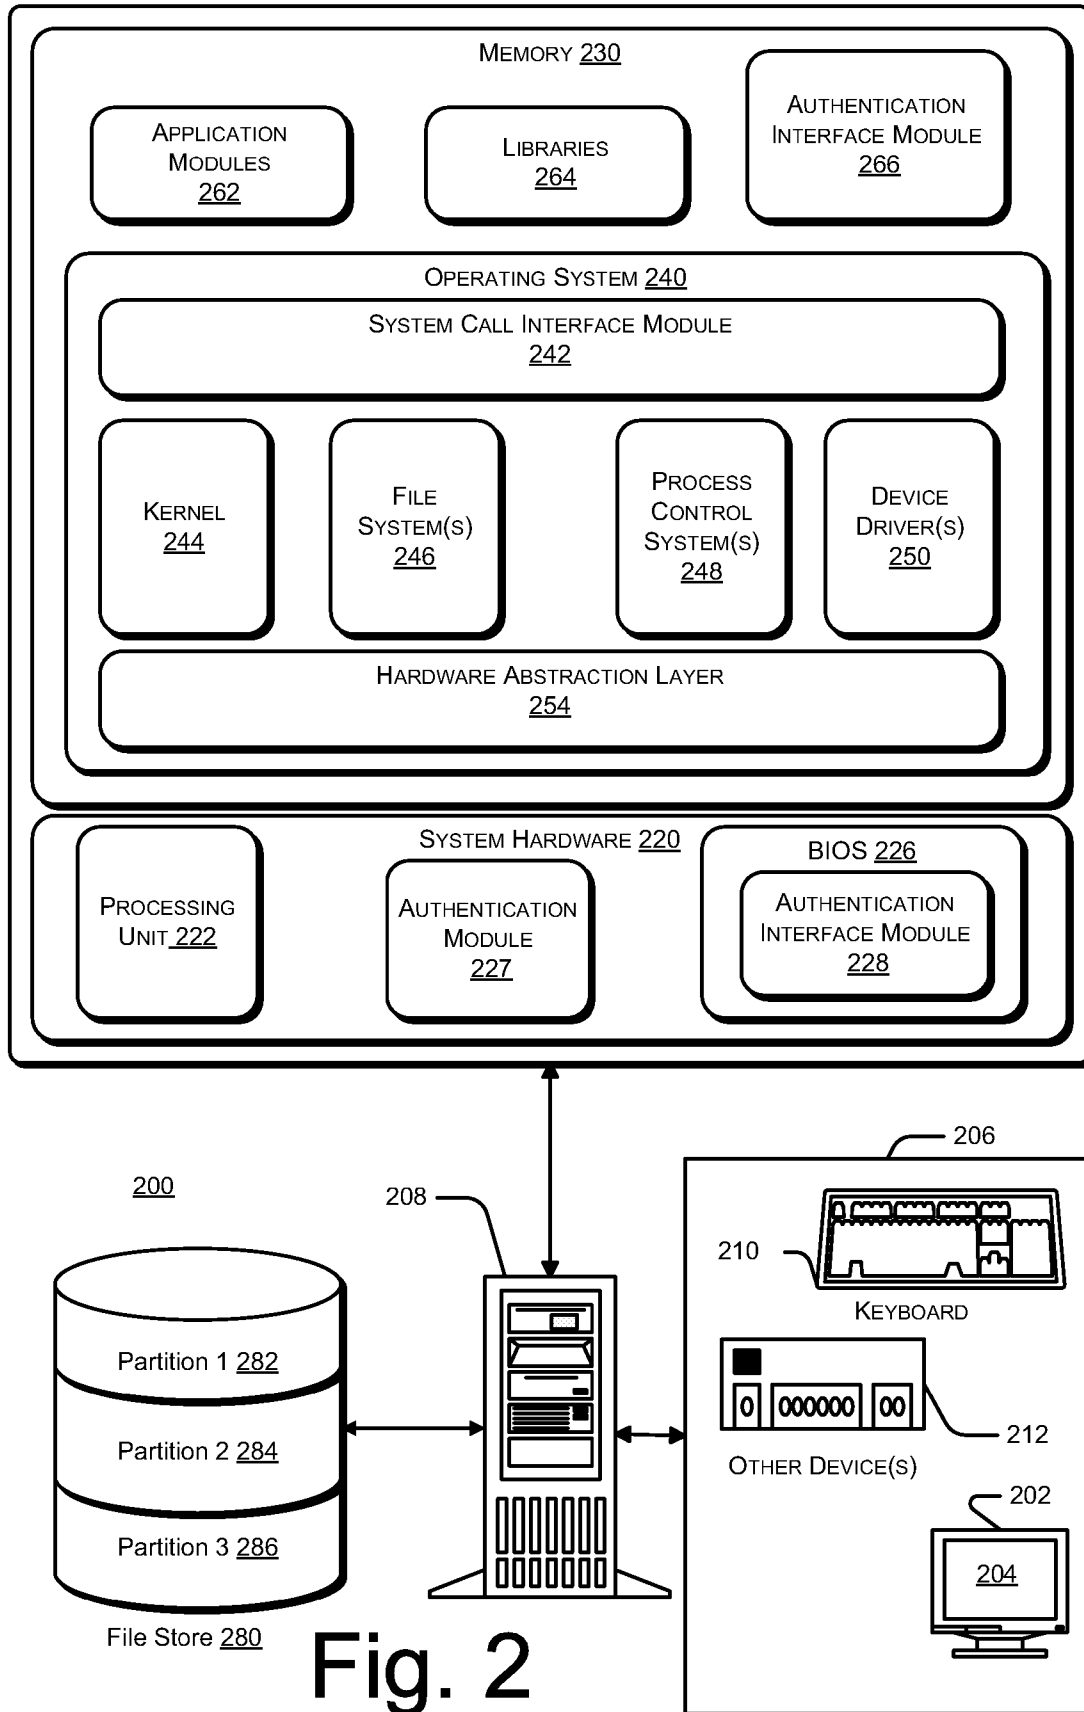 MEMORY 230
APPLICATION
MODULES
262
LIBRARIES
264
AUTHENTICATION
INTERFACE MODULE
266
OPERATING SYSTEM 240
SYSTEM CALL INTERFACE MODULE
242
KERNEL
244
FILE
SYSTEM(S)
246
PROCESS
CONTROL
SYSTEM(S)
248
DEVICE
DRIVER(S)
250
HARDWARE ABSTRACTION LAYER
254
SYSTEM HARDWARE 220
PROCESSING
UNIT 222
AUTHENTICATION
MODULE
227
BIOS 226
AUTHENTICATION
INTERFACE MODULE
228
200
208
206
210
KEYBOARD
212
OTHER DEVICE(S)
202
204
Partition 1 282
Partition 2 284
Partition 3 286
File Store 280
Fig. 2